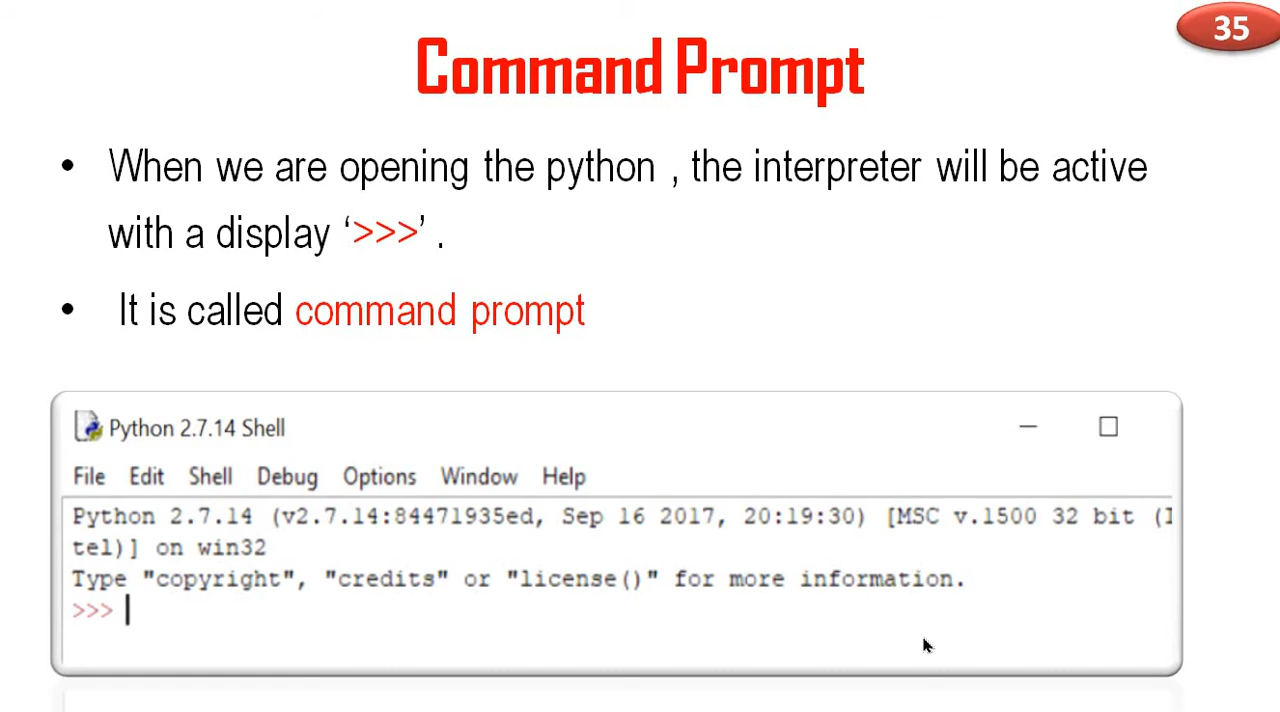 35
Command Prompt
• When we are opening the python , the interpreter will be active
with a display ‘>>>’ .
• It is called command prompt
Python 2.7.14 Shell
File Edit Shell Debug Options Window Help
Python 2.7.14 (v2.7.14:84471935ed, Sep 16 2017, 20:19:30) [MSC v.1500 32 bit (I
tel)] on win32
Type "copyright", "credits" or "license()" for more information.
>>>